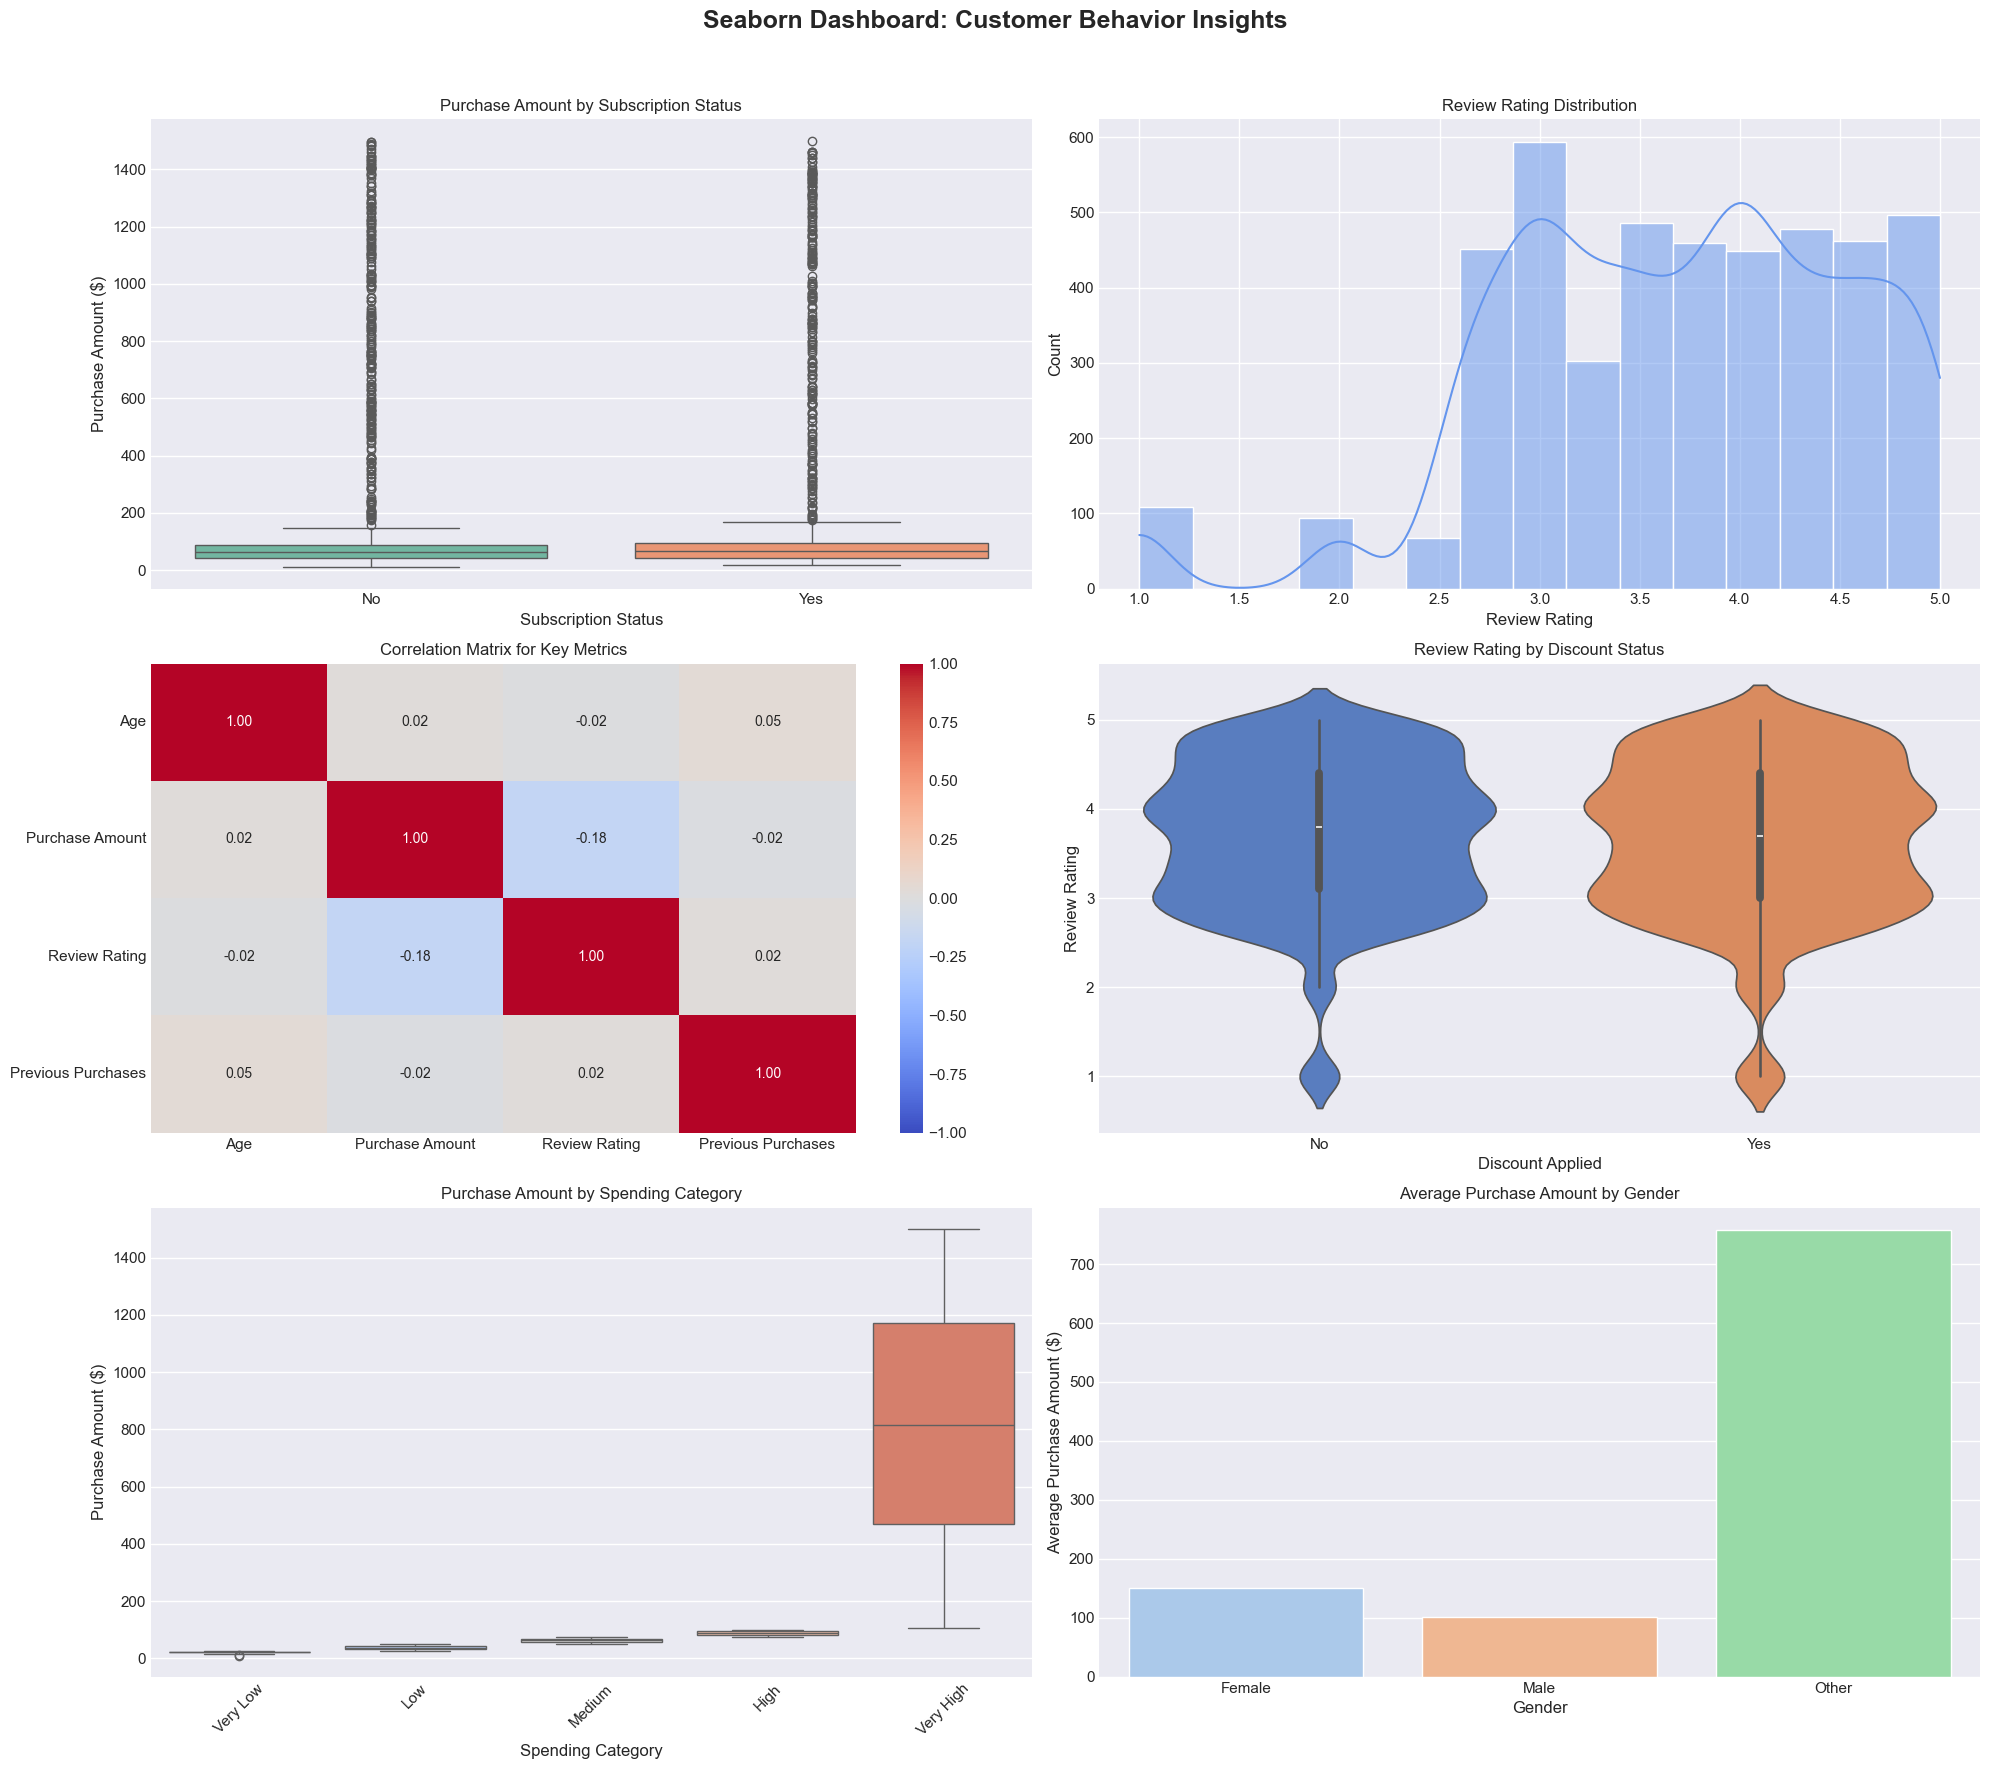 Seaborn Dashboard: Customer Behavior Insights
Purchase Amount by Subscription Status
Purchase Amount ($)
1400
1200
1000
800
600
400
200
0
No Yes
Subscription Status
Review Rating Distribution
Count
600
500
400
300
200
100
0
1.0 1.5 2.0 2.5 3.0 3.5 4.0 4.5 5.0
Review Rating
Correlation Matrix for Key Metrics
Age 1.00 0.02 -0.02 0.05
Purchase Amount 0.02 1.00 -0.18 -0.02
Review Rating -0.02 -0.18 1.00 0.02
Previous Purchases 0.05 -0.02 0.02 1.00
Age Purchase Amount Review Rating Previous Purchases
1.00
0.75
0.50
0.25
0.00
−0.25
−0.50
−0.75
−1.00
Review Rating by Discount Status
Review Rating
5
4
3
2
1
No Yes
Discount Applied
Purchase Amount by Spending Category
Purchase Amount ($)
1400
1200
1000
800
600
400
200
0
Very Low Low Medium High Very High
Spending Category
Average Purchase Amount by Gender
Average Purchase Amount ($)
700
600
500
400
300
200
100
0
Female Male Other
Gender